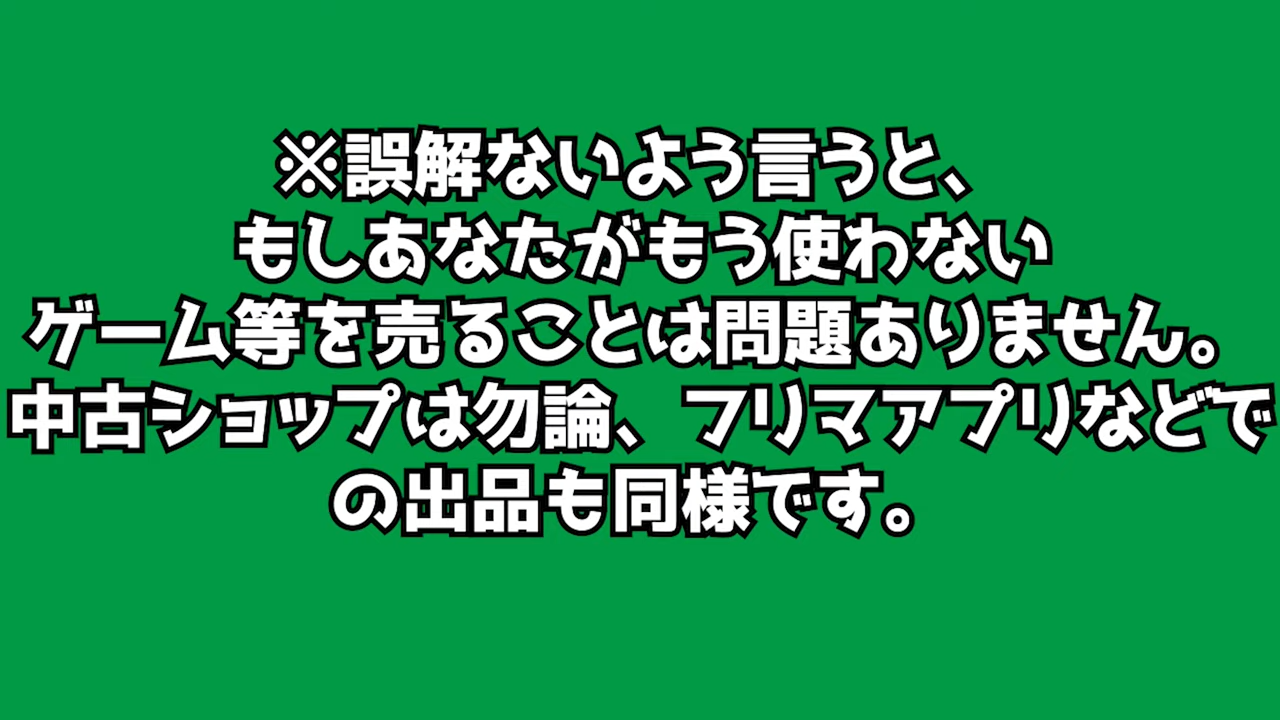 ※誤解ないよう言うと、
もしあなたがもう使わない
ゲーム等を売ることは問題ありません。
中古ショップは勿論、フリマアプリなどで
の出品も同様です。